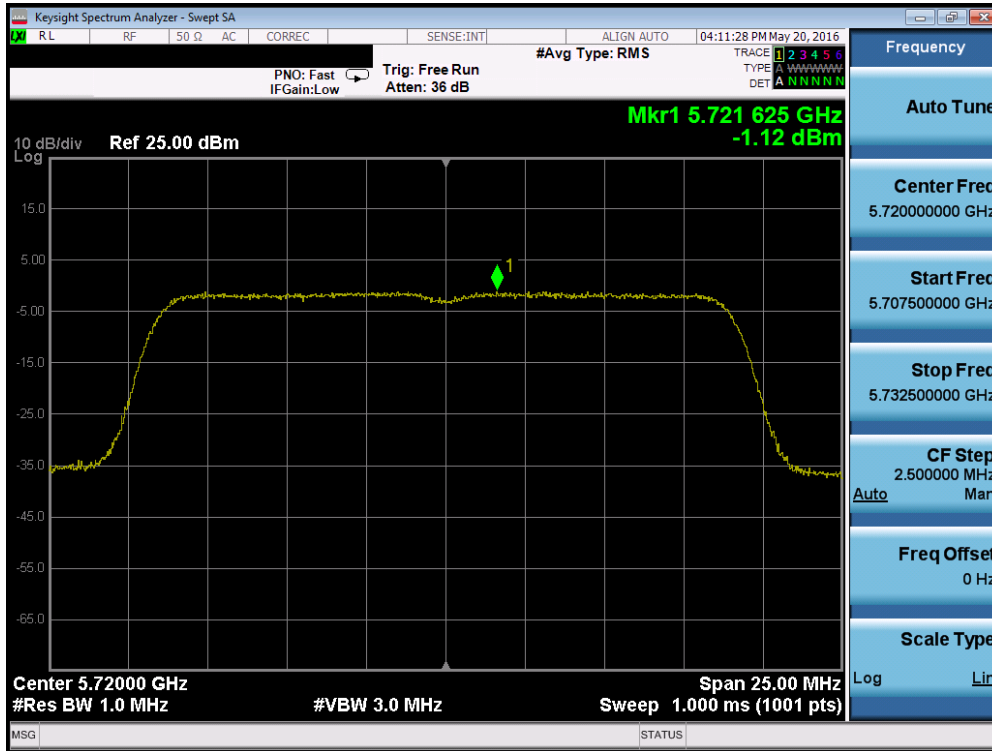 Keysight Spectrum Analyzer - Swept SA
LXI RL RF 50 Ω AC CORREC SENSE:INT ALIGN AUTO 04:11:28 PM May 20, 2016
#Avg Type: RMS TRACE 1 2 3 4 5 6
PNO: Fast Trig: Free Run TYPE A WWWWW
IFGain:Low Atten: 36 dB DET A N N N N N
Mkr1 5.721 625 GHz
10 dB/div Ref 25.00 dBm -1.12 dBm
Log
15.0
5.00
1
-5.00
-15.0
-25.0
-35.0
-45.0
-55.0
-65.0
Center 5.72000 GHz Span 25.00 MHz
#Res BW 1.0 MHz #VBW 3.0 MHz Sweep 1.000 ms (1001 pts)
MSG STATUS
Frequency
Auto Tune
Center Freq
5.720000000 GHz
Start Freq
5.707500000 GHz
Stop Freq
5.732500000 GHz
CF Step
2.500000 MHz
Auto Man
Freq Offset
0 Hz
Scale Type
Log Lin